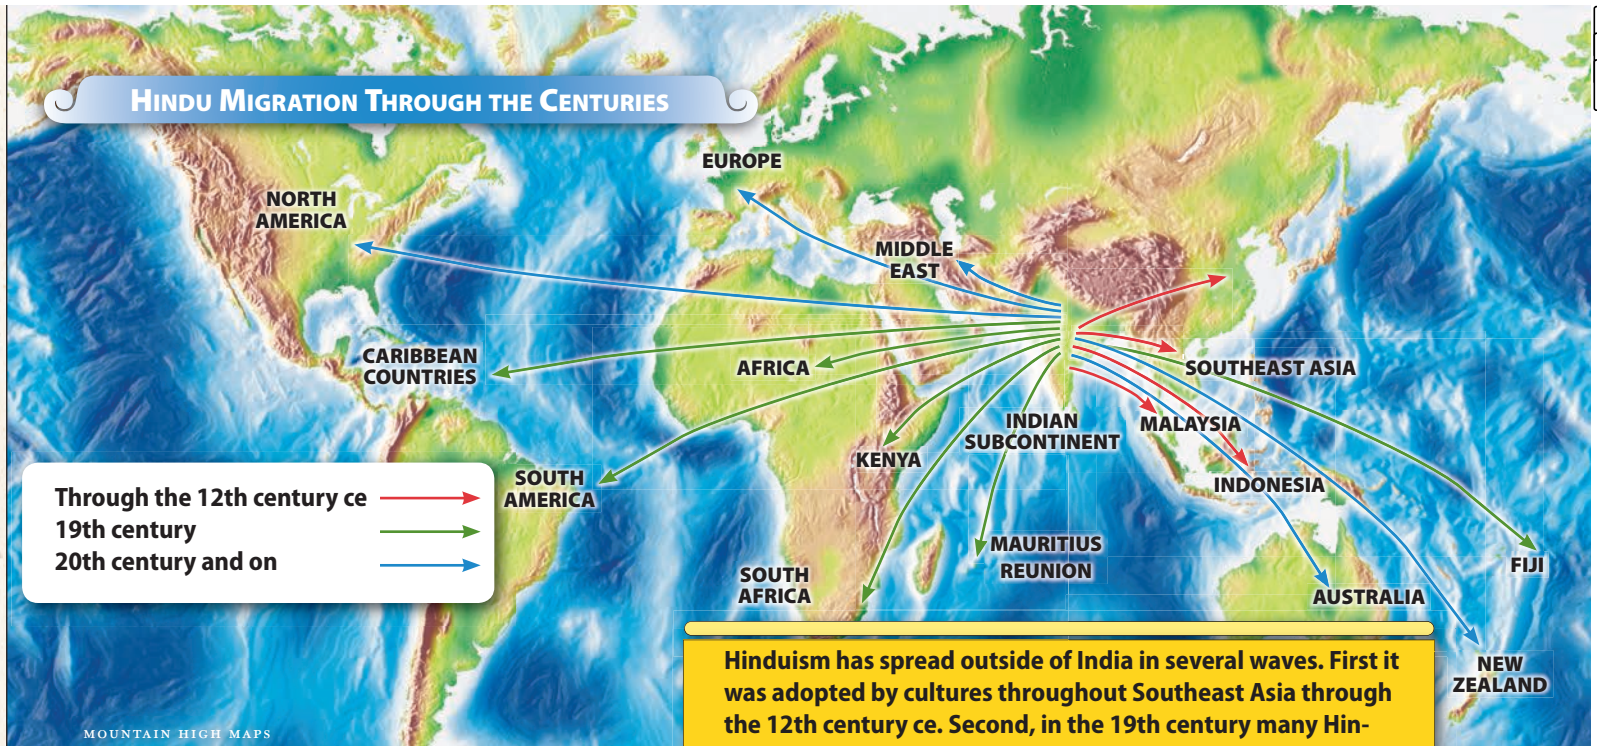 HINDU MIGRATION THROUGH THE CENTURIES
EUROPE
NORTH
AMERICA
MIDDLE
EAST
CARIBBEAN
COUNTRIES
AFRICA
SOUTHEAST ASIA
INDIAN
SUBCONTINENT
MALAYSIA
KENYA
SOUTH
AMERICA
INDONESIA
Through the 12th century ce
19th century
20th century and on
MAURITIUS
REUNION
SOUTH
AFRICA
FIJI
AUSTRALIA
NEW
ZEALAND
Hinduism has spread outside of India in several waves. First it
was adopted by cultures throughout Southeast Asia through
the 12th century ce. Second, in the 19th century many Hin-
MOUNTAIN HIGH MAPS